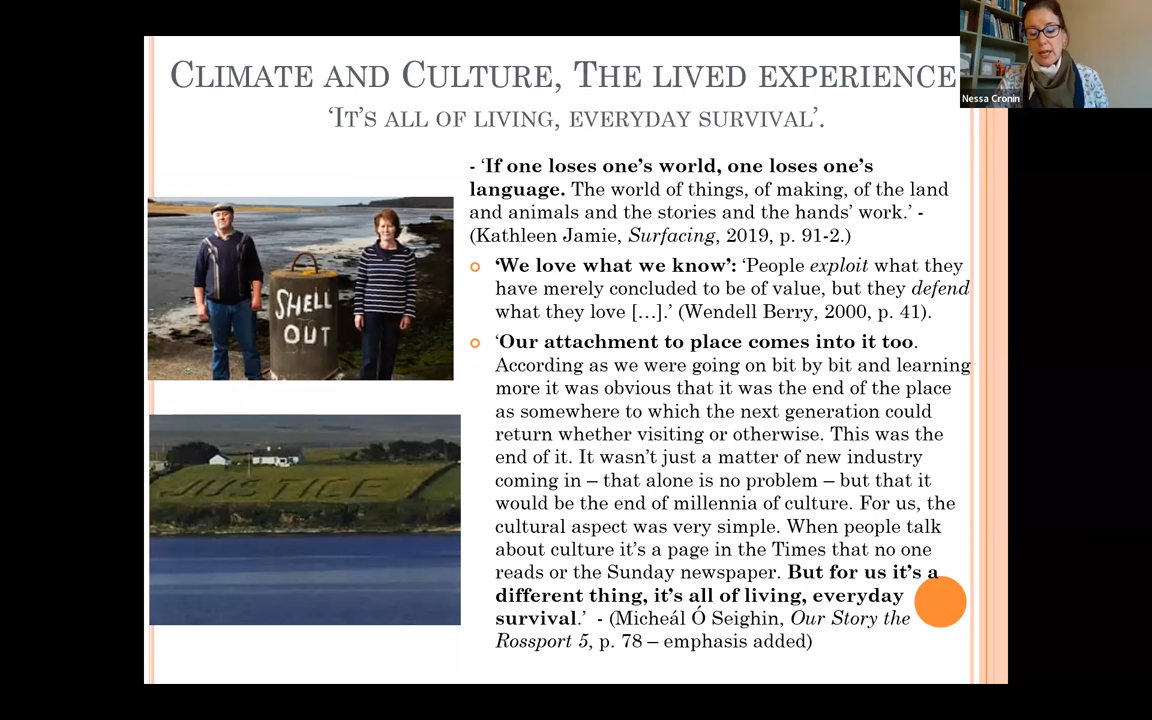 CLIMATE AND CULTURE, THE LIVED EXPERIENCE
‘IT’S ALL OF LIVING, EVERYDAY SURVIVAL’.
Nessa Cronin
- ‘If one loses one’s world, one loses one’s
language. The world of things, of making, of the land
and animals and the stories and the hands’ work.’ -
(Kathleen Jamie, Surfacing, 2019, p. 91-2.)
‘We love what we know’: ‘People exploit what they
have merely concluded to be of value, but they defend
what they love […].’ (Wendell Berry, 2000, p. 41).
‘Our attachment to place comes into it too.
According as we were going on bit by bit and learning
more it was obvious that it was the end of the place
as somewhere to which the next generation could
return whether visiting or otherwise. This was the
end of it. It wasn’t just a matter of new industry
coming in – that alone is no problem – but that it
would be the end of millennia of culture. For us, the
cultural aspect was very simple. When people talk
about culture it’s a page in the Times that no one
reads or the Sunday newspaper. But for us it’s a
different thing, it’s all of living, everyday
survival.’ - (Micheál Ó Seighin, Our Story the
Rossport 5, p. 78 – emphasis added)
SHELL
OUT
JUSTICE